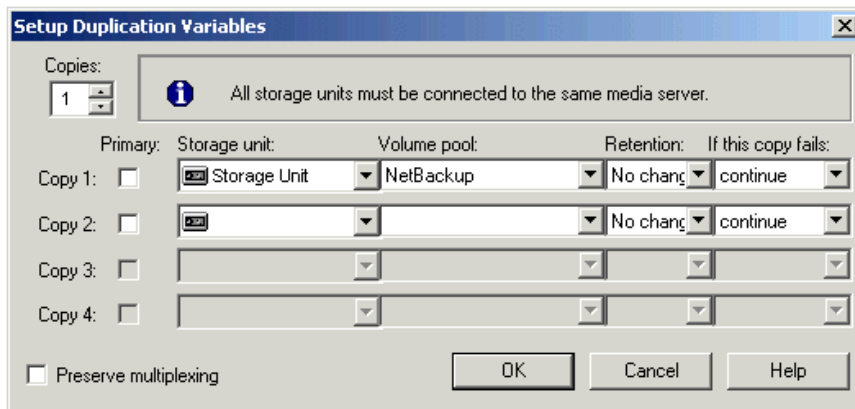 Setup Duplication Variables
Copies:
1
All storage units must be connected to the same media server.
Primary: Storage unit: Volume pool: Retention: If this copy fails:
Copy 1: Storage Unit NetBackup No chang continue
Copy 2: No chang continue
Copy 3:
Copy 4:
Preserve multiplexing OK Cancel Help